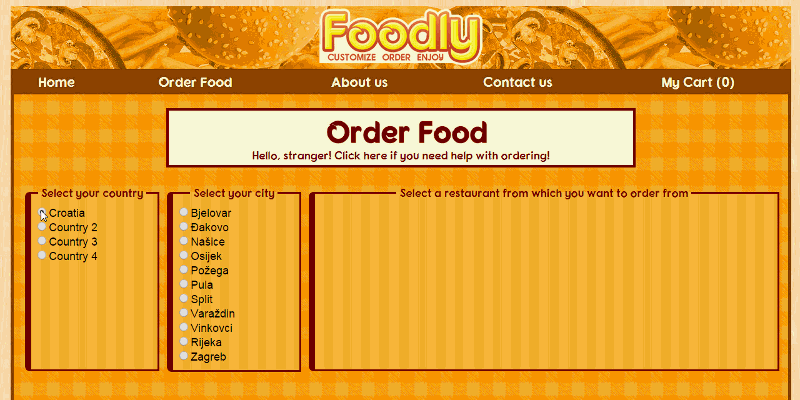 Foodly
CUSTOMIZE ORDER ENJOY
Home Order Food About us Contact us My Cart (0)
Order Food
Hello, stranger! Click here if you need help with ordering!
Select your country
Croatia
Country 2
Country 3
Country 4
Select your city
Bjelovar
Đakovo
Našice
Osijek
Požega
Pula
Split
Varaždin
Vinkovci
Rijeka
Zagreb
Select a restaurant from which you want to order from